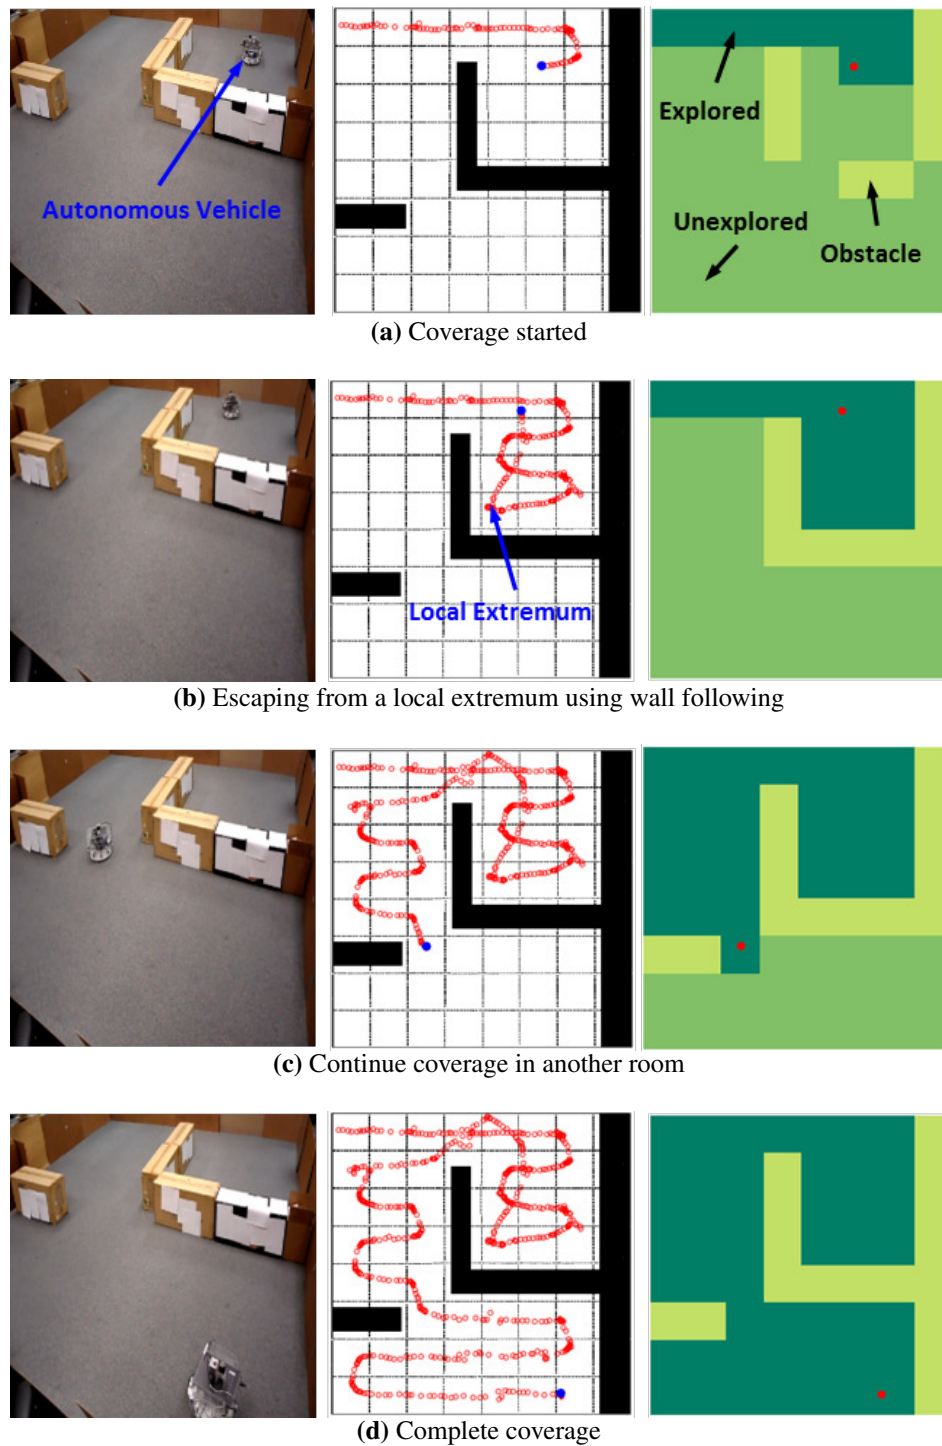 Autonomous Vehicle
Explored
Unexplored
Obstacle
(a) Coverage started
Local Extremum
(b) Escaping from a local extremum using wall following
(c) Continue coverage in another room
(d) Complete coverage